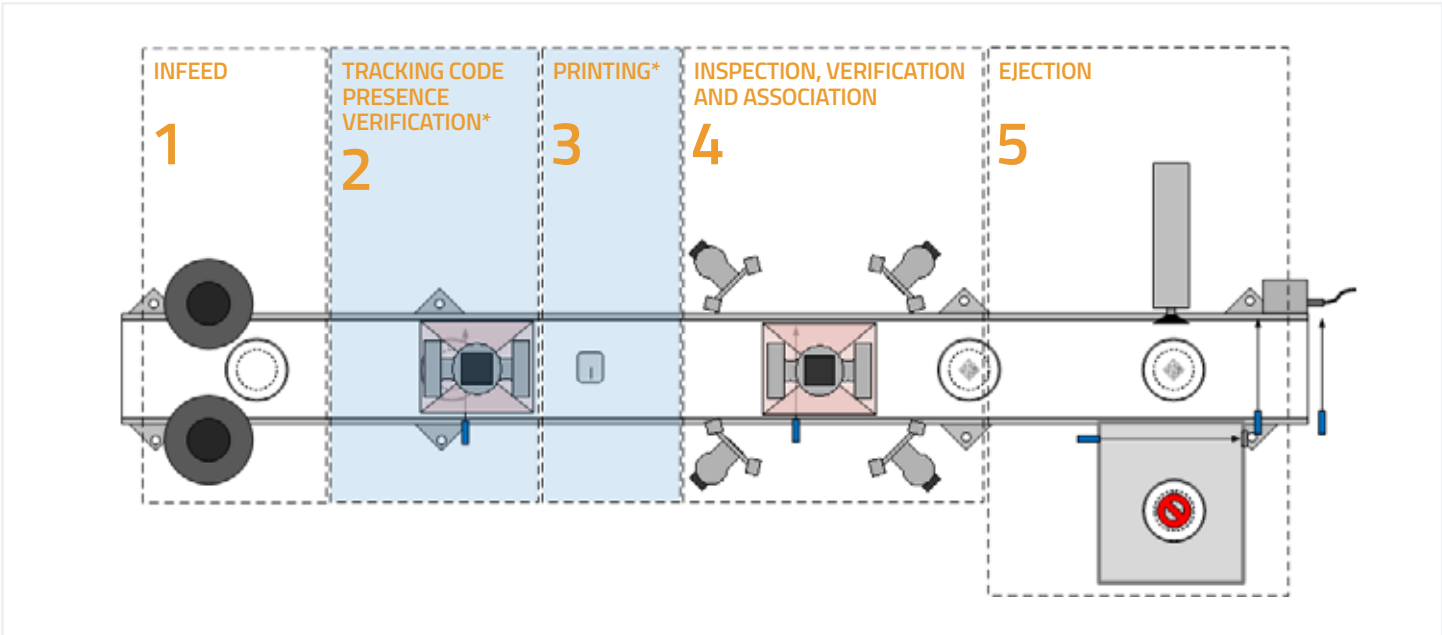 INFEED
1
TRACKING CODE
PRESENCE
VERIFICATION*
2
PRINTING*
3
INSPECTION, VERIFICATION
AND ASSOCIATION
4
EJECTION
5